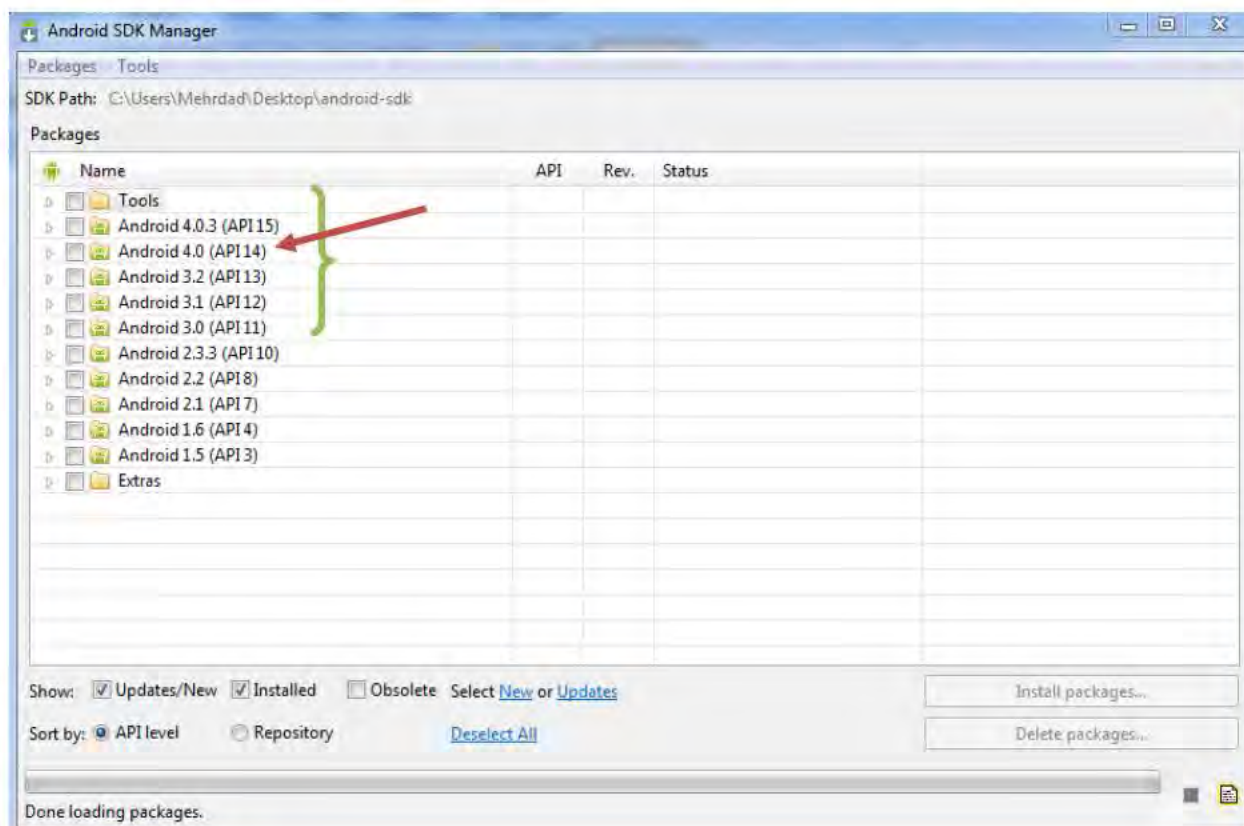 Android SDK Manager
Packages Tools
SDK Path: C:\Users\Mehrdad\Desktop\android-sdk
Packages
Name API Rev. Status
Tools
Android 4.0.3 (API 15)
Android 4.0 (API 14)
Android 3.2 (API 13)
Android 3.1 (API 12)
Android 3.0 (API 11)
Android 2.3.3 (API 10)
Android 2.2 (API 8)
Android 2.1 (API 7)
Android 1.6 (API 4)
Android 1.5 (API 3)
Extras
Show: Updates/New Installed Obsolete Select New or Updates Install packages...
Sort by: API level Repository Deselect All Delete packages...
Done loading packages.